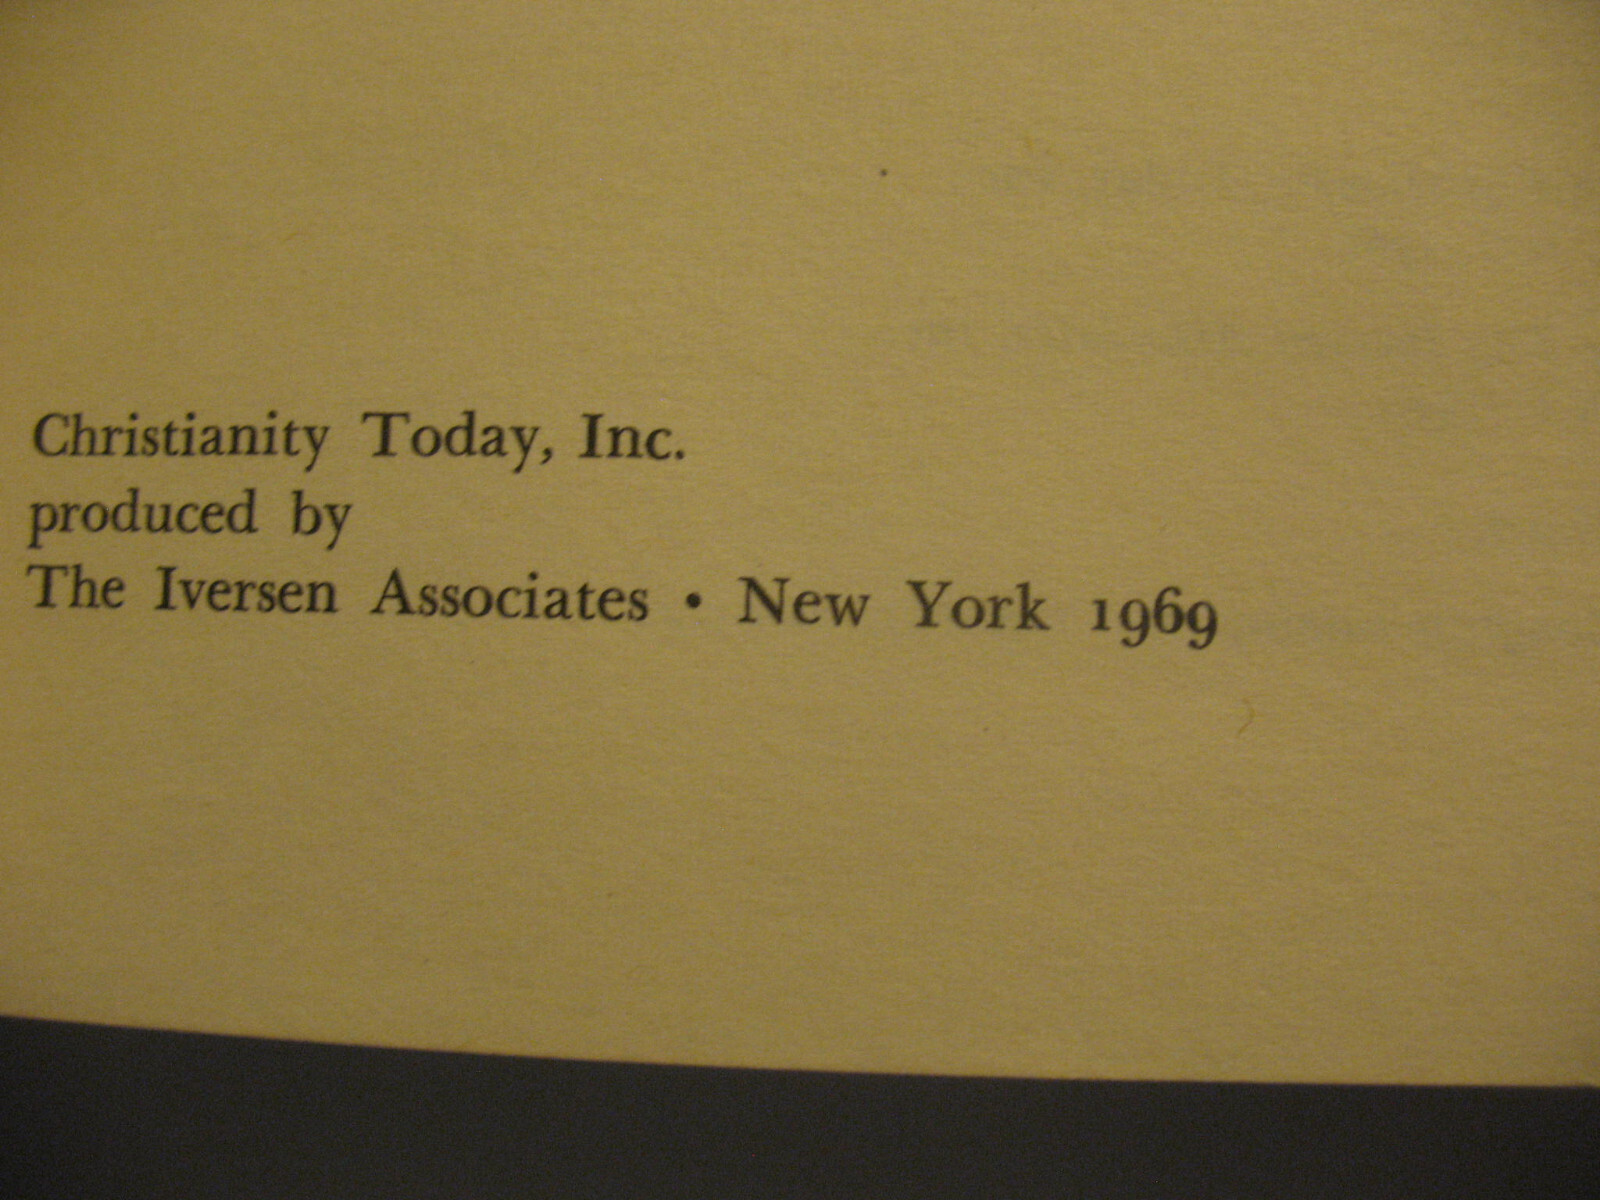 Christianity Today, Inc.
produced by
The Iversen Associates • New York 1969